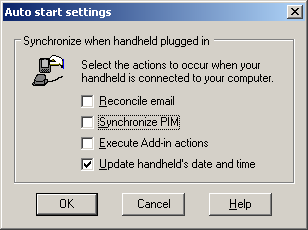 Auto start settings
Synchronize when handheld plugged in
Select the actions to occur when your
handheld is connected to your computer.
Reconcile email
Synchronize PIM
Execute Add-in actions
Update handheld's date and time
OK
Cancel
Help